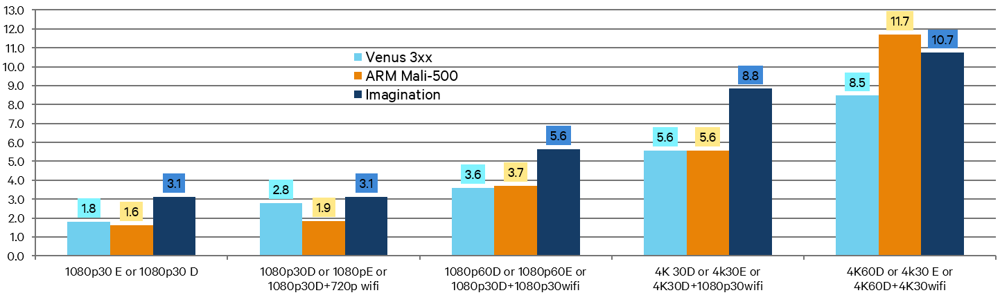 13.0
12.0
11.0
10.0
9.0
8.0
7.0
6.0
5.0
4.0
3.0
2.0
1.0
0.0
Venus 3xx
ARM Mali-500
Imagination
1.8
1.6
3.1
2.8
1.9
3.1
3.6
3.7
5.6
5.6
5.6
8.8
8.5
11.7
10.7
1080p30 E or 1080p30 D
1080p30D or 1080pE or
1080p30D+720p wifi
1080p60D or 1080p60E or
1080p30D+1080p30wifi
4K 30D or 4k30E or
4K30D+1080p30wifi
4K60D or 4k30 E or
4K60D+4K30wifi